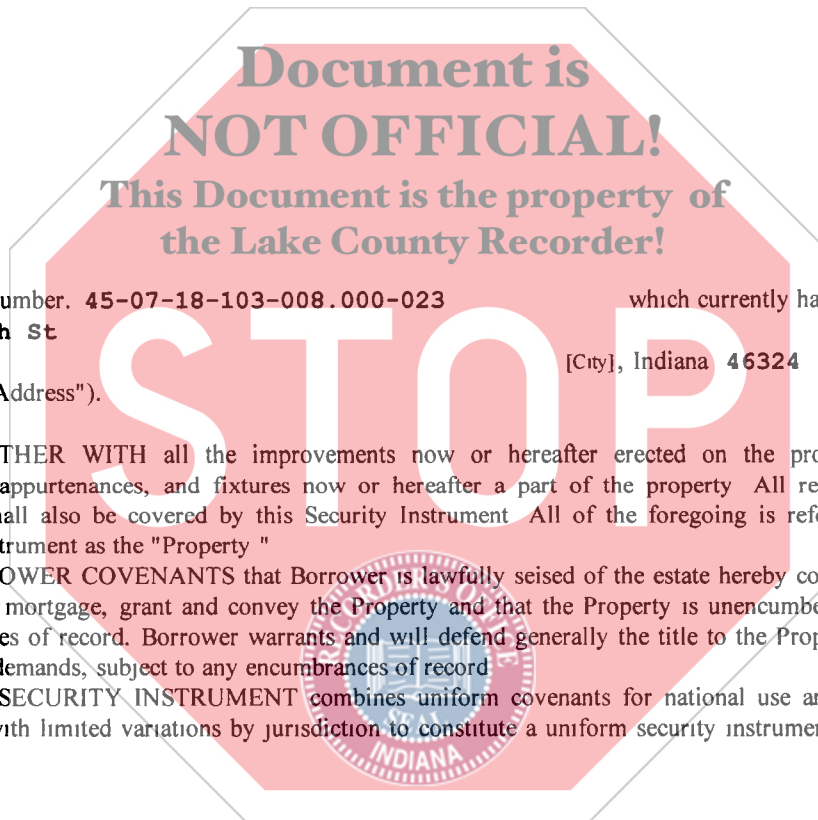 Document is
NOT OFFICIAL!
This Document is the property of
the Lake County Recorder!
umber. 45-07-18-103-008.000-023 which currently ha
h St
[City], Indiana 46324
Address").
STOP
THER WITH all the improvements now or hereafter erected on the pro
appurtenances, and fixtures now or hereafter a part of the property All re
all also be covered by this Security Instrument All of the foregoing is refe
trument as the "Property "
OWER COVENANTS that Borrower is lawfully seised of the estate hereby co
mortgage, grant and convey the Property and that the Property is unencumbe
es of record. Borrower warrants and will defend generally the title to the Prop
demands, subject to any encumbrances of record
SECURITY INSTRUMENT combines uniform covenants for national use an
with limited variations by jurisdiction to constitute a uniform security instrumen
RECORDER'S OFFICE
SEAL
INDIANA